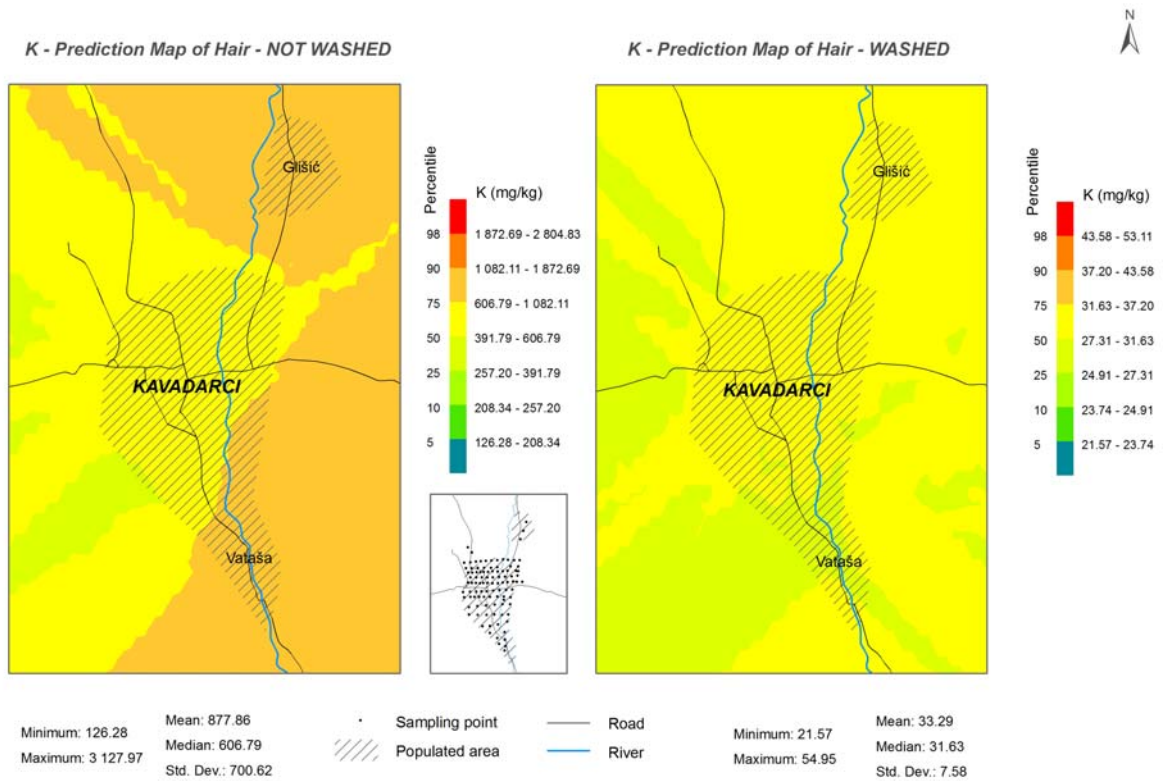 N
K - Prediction Map of Hair - NOT WASHED
K - Prediction Map of Hair - WASHED
Glišić
KAVADARCI
Vataša
Percentile
K (mg/kg)
98
1 872.69 - 2 804.83
90
1 082.11 - 1 872.69
75
606.79 - 1 082.11
50
391.79 - 606.79
25
257.20 - 391.79
10
208.34 - 257.20
5
126.28 - 208.34
Glišić
KAVADARCI
Vataša
Percentile
K (mg/kg)
98
43.58 - 53.11
90
37.20 - 43.58
75
31.63 - 37.20
50
27.31 - 31.63
25
24.91 - 27.31
10
23.74 - 24.91
5
21.57 - 23.74
Minimum: 126.28
Maximum: 3 127.97
Mean: 877.86
Median: 606.79
Std. Dev.: 700.62
Sampling point
Populated area
Road
River
Minimum: 21.57
Maximum: 54.95
Mean: 33.29
Median: 31.63
Std. Dev.: 7.58